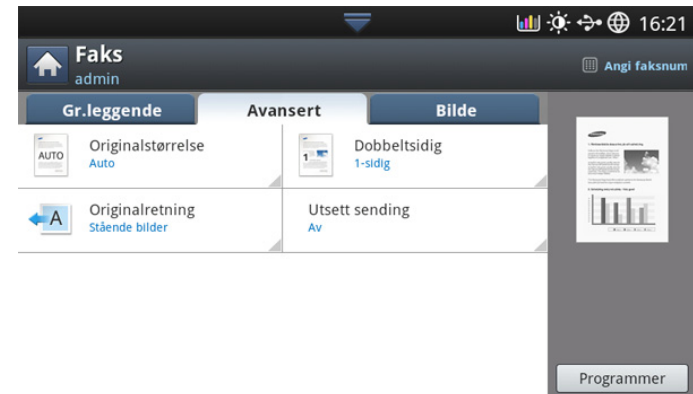 16:21
Faks
admin
Angi faksnum
Gr.leggende
Avansert
Bilde
AUTO
Originalstørrelse
Auto
1
Dobbeltsidig
1-sidig
A
Originalretning
Stående bilder
Utsett sending
Av
Programmer